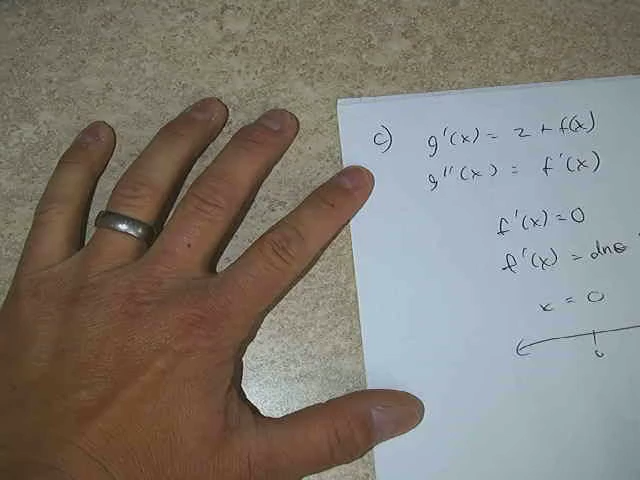 c) g'(x) = 2 + f(x)
g''(x) = f'(x)
f'(x) = 0
f'(x) = dne
x = 0
0